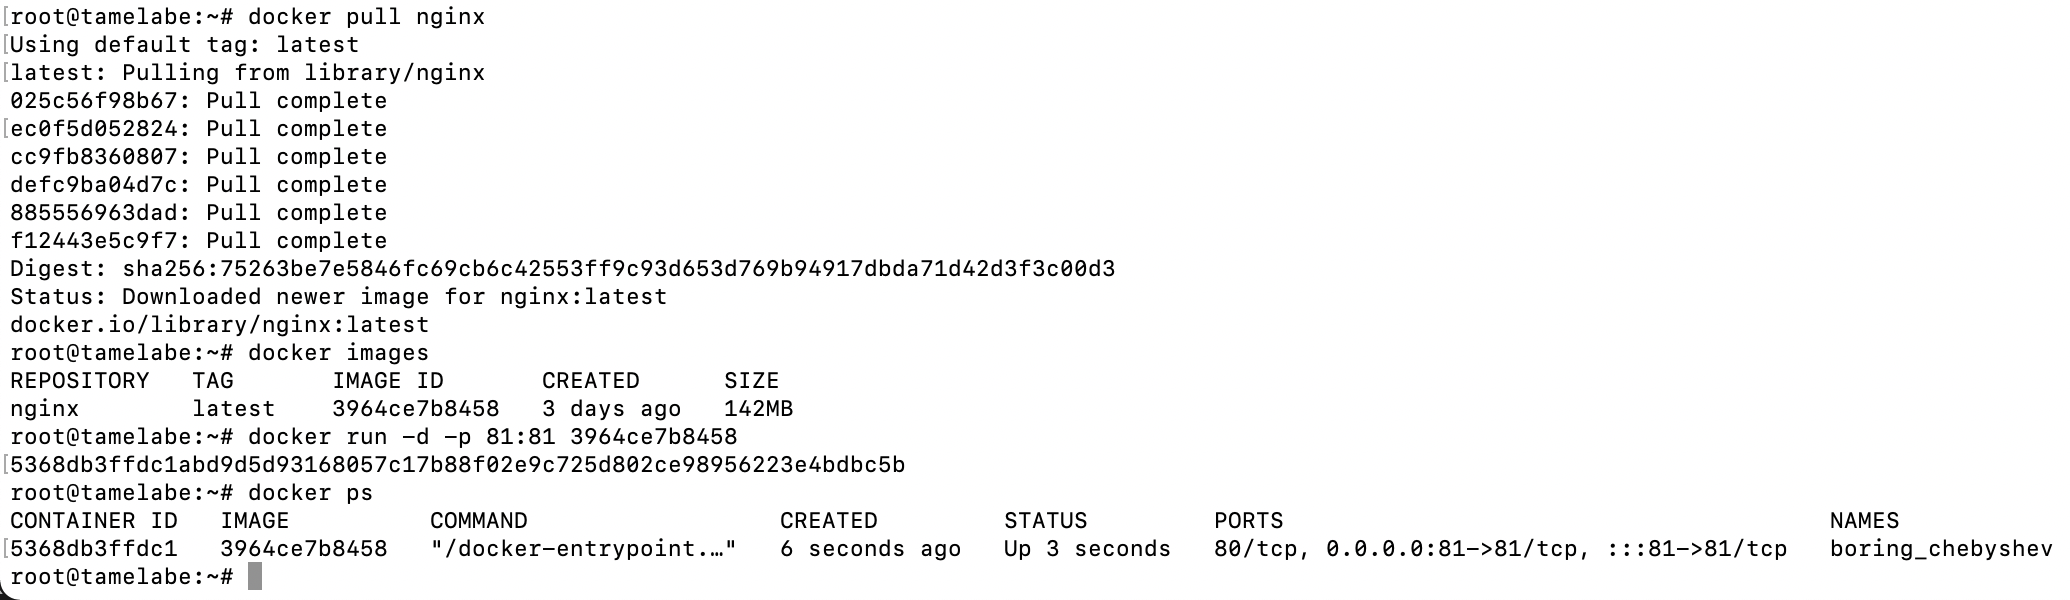 [root@tamelabe:~# docker pull nginx
[Using default tag: latest
[latest: Pulling from library/nginx
025c56f98b67: Pull complete
[ec0f5d052824: Pull complete
cc9fb8360807: Pull complete
defc9ba04d7c: Pull complete
885556963dad: Pull complete
f12443e5c9f7: Pull complete
Digest: sha256:75263be7e5846fc69cb6c42553ff9c93d653d769b94917dbda71d42d3f3c00d3
Status: Downloaded newer image for nginx:latest
docker.io/library/nginx:latest
root@tamelabe:~# docker images
REPOSITORY   TAG       IMAGE ID       CREATED      SIZE
nginx        latest    3964ce7b8458   3 days ago   142MB
root@tamelabe:~# docker run -d -p 81:81 3964ce7b8458
[5368db3ffdc1abd9d5d93168057c17b88f02e9c725d802ce98956223e4bdbc5b
root@tamelabe:~# docker ps
CONTAINER ID   IMAGE          COMMAND                  CREATED         STATUS         PORTS                                       NAMES
[5368db3ffdc1   3964ce7b8458   "/docker-entrypoint.…"   6 seconds ago   Up 3 seconds   80/tcp, 0.0.0.0:81->81/tcp, :::81->81/tcp   boring_chebyshev
root@tamelabe:~#